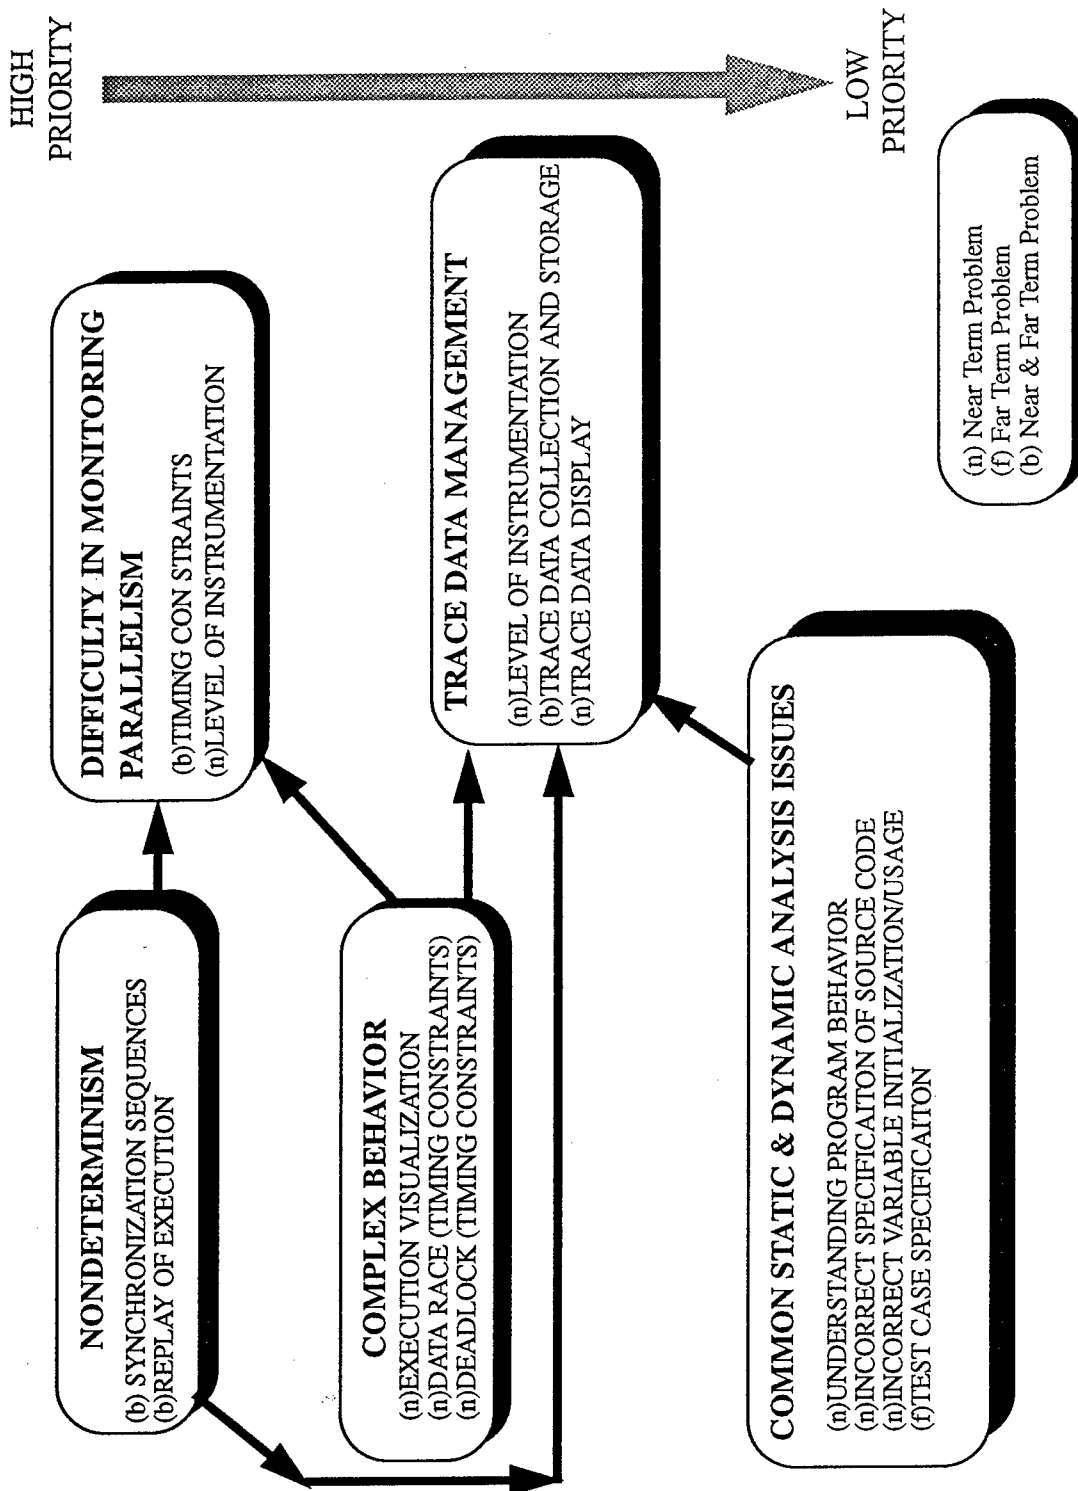 NONDETERMINISM
(b) SYNCHRONIZATION SEQUENCES
(b)REPLAY OF EXECUTION
DIFFICULTY IN MONITORING
PARALLELISM
(b)TIMING CON STRAINTS
(n)LEVEL OF INSTRUMENTATION
HIGH
PRIORITY
COMPLEX BEHAVIOR
(n)EXECUTION VISUALIZATION
(n)DATA RACE (TIMING CONSTRAINTS)
(n)DEADLOCK (TIMING CONSTRAINTS)
TRACE DATA MANAGEMENT
(n)LEVEL OF INSTRUMENTATION
(b)TRACE DATA COLLECTION AND STORAGE
(n)TRACE DATA DISPLAY
COMMON STATIC & DYNAMIC ANALYSIS ISSUES
(n)UNDERSTANDING PROGRAM BEHAVIOR
(n)INCORRECT SPECIFICAITON OF SOURCE CODE
(n)INCORRECT VARIABLE INITIALIZATION/USAGE
(f)TEST CASE SPECIFICAITON
LOW
PRIORITY
(n) Near Term Problem
(f) Far Term Problem
(b) Near & Far Term Problem